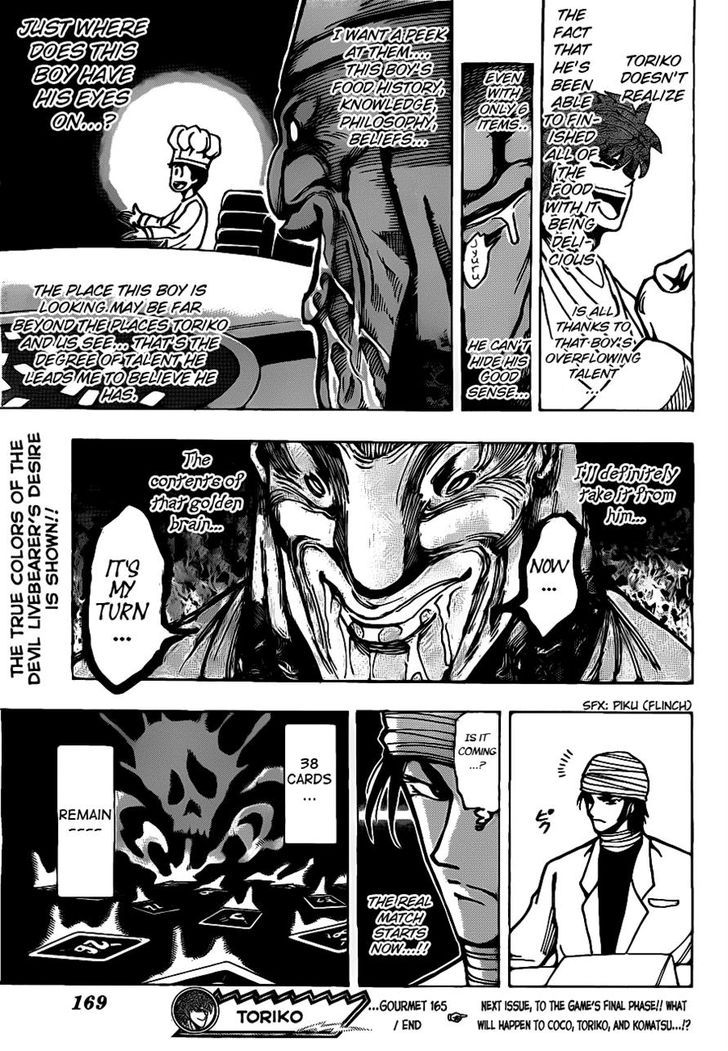 TORIKO
DOESN'T
REALIZE
THE
FACT
THAT
HE'S
BEEN
ABLE
TO FIN-
ISHED
ALL OF
THE
FOOD
WITH IT
BEING
DELI-
CIOUS
IS ALL
THANKS TO
THAT BOY'S
OVERFLOWING
TALENT
...
EVEN
WITH
ONLY 6
ITEMS..
HE CAN'T
HIDE HIS
GOOD
SENSE...
I WANT A PEEK
AT THEM....
THIS BOY'S
FOOD HISTORY,
KNOWLEDGE,
PHILOSOPHY,
BELIEFS...
JUST WHERE
DOES THIS
BOY HAVE
HIS EYES
ON...?
THE PLACE THIS BOY IS
LOOKING MAY BE FAR
BEYOND THE PLACES TORIKO
AND US SEE... THAT'S THE
DEGREE OF TALENT HE
LEADS ME TO BELIEVE HE
HAS.
I'll definitely
take it from
him...
The
contents of
that golden
brain...
NOW
...
IT'S
MY
TURN
...
THE TRUE COLORS OF THE
DEVIL LIVEBEARER'S DESIRE
IS SHOWN!!
SFX: PIKU (FLINCH)
ピク
IS IT
COMING
...?
THE REAL
MATCH
STARTS
NOW...!!
38
CARDS
...
REMAIN
----
26
169
TORIKO
...GOURMET 165
/ END
NEXT ISSUE, TO THE GAME'S FINAL PHASE!! WHAT
WILL HAPPEN TO COCO, TORIKO, AND KOMATSU...!?